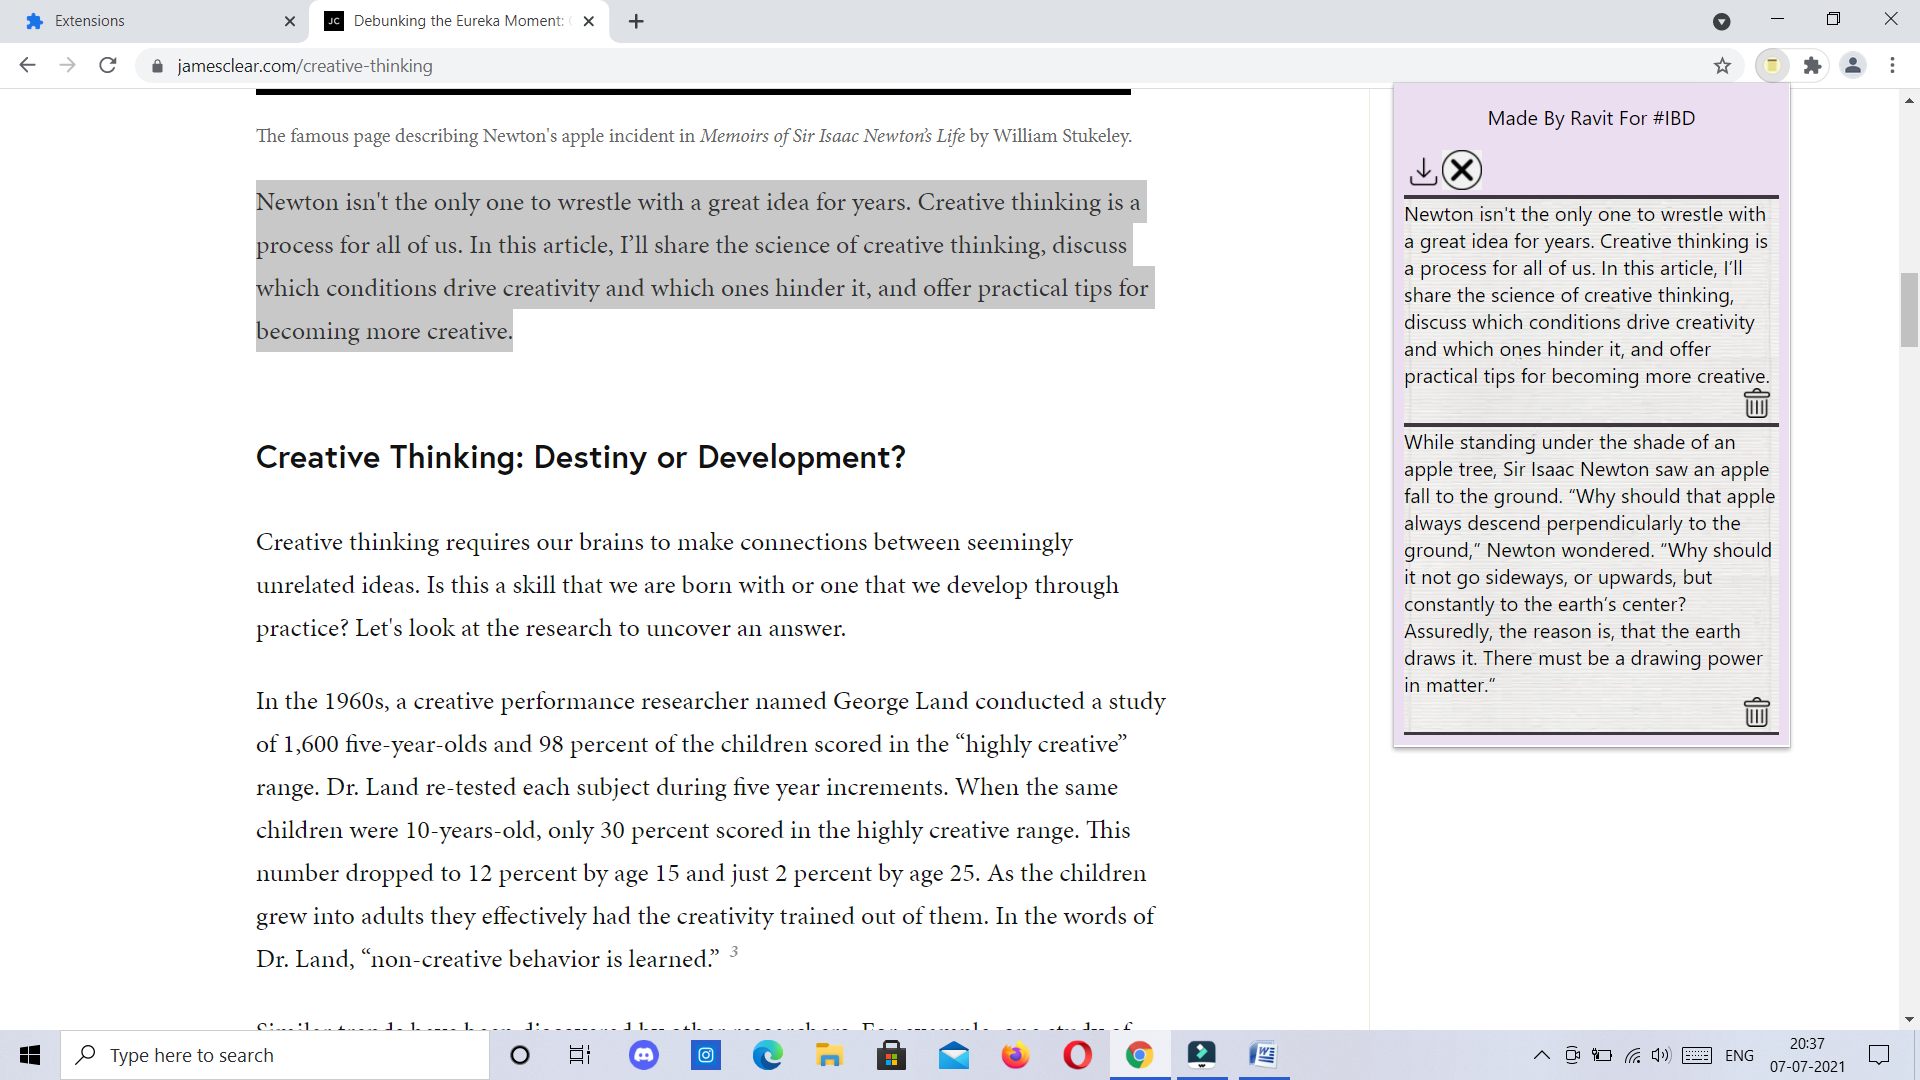 Extensions
JC
Debunking the Eureka Moment:
jamesclear.com/creative-thinking
The famous page describing Newton's apple incident in Memoirs of Sir Isaac Newton’s Life by William Stukeley.
Newton isn't the only one to wrestle with a great idea for years. Creative thinking is a
process for all of us. In this article, I’ll share the science of creative thinking, discuss
which conditions drive creativity and which ones hinder it, and offer practical tips for
becoming more creative.
Creative Thinking: Destiny or Development?
Creative thinking requires our brains to make connections between seemingly
unrelated ideas. Is this a skill that we are born with or one that we develop through
practice? Let's look at the research to uncover an answer.
In the 1960s, a creative performance researcher named George Land conducted a study
of 1,600 five-year-olds and 98 percent of the children scored in the “highly creative”
range. Dr. Land re-tested each subject during five year increments. When the same
children were 10-years-old, only 30 percent scored in the highly creative range. This
number dropped to 12 percent by age 15 and just 2 percent by age 25. As the children
grew into adults they effectively had the creativity trained out of them. In the words of
Dr. Land, “non-creative behavior is learned.” 3
Similar trends have been discovered by other researchers. For example, one study of
Made By Ravit For #IBD
Newton isn't the only one to wrestle with
a great idea for years. Creative thinking is
a process for all of us. In this article, I’ll
share the science of creative thinking,
discuss which conditions drive creativity
and which ones hinder it, and offer
practical tips for becoming more creative.
While standing under the shade of an
apple tree, Sir Isaac Newton saw an apple
fall to the ground. “Why should that apple
always descend perpendicularly to the
ground,” Newton wondered. “Why should
it not go sideways, or upwards, but
constantly to the earth’s center?
Assuredly, the reason is, that the earth
draws it. There must be a drawing power
in matter.”
Type here to search
ENG
20:37
07-07-2021